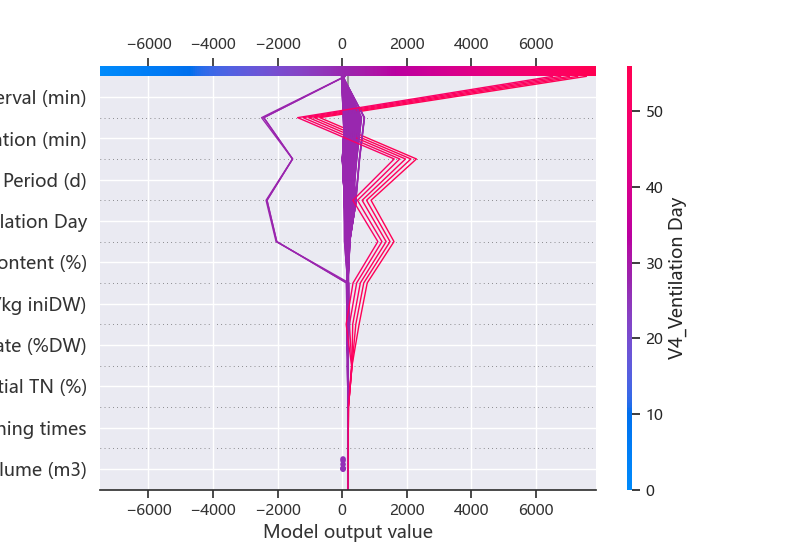 −6000 −4000 −2000 0 2000 4000 6000
erval (min)
ation (min)
Period (d)
lation Day
ontent (%)
/kg iniDW)
ate (%DW)
tial TN (%)
ning times
lume (m3)
−6000 −4000 −2000 0 2000 4000 6000
Model output value
50
40
30
20
10
0
V4_Ventilation Day